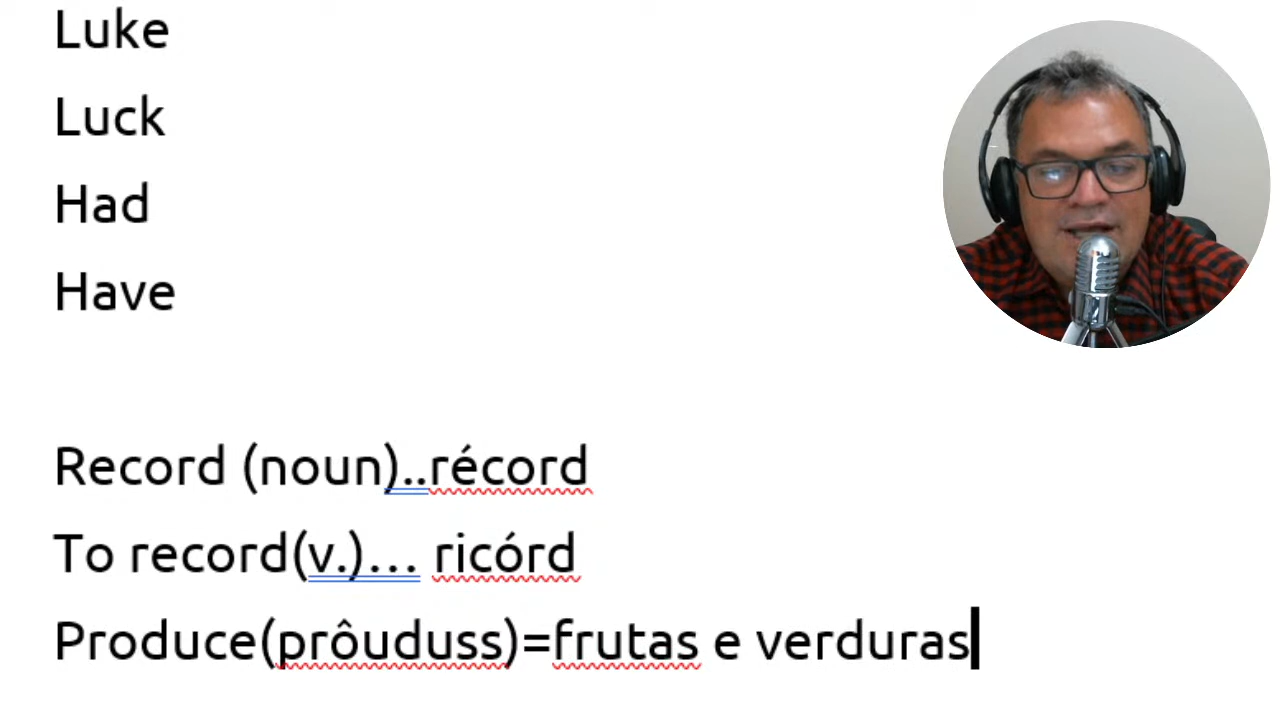 Luke
Luck
Had
Have
Record (noun)..récord
To record(v.)... ricórd
Produce(prôuduss)=frutas e verduras